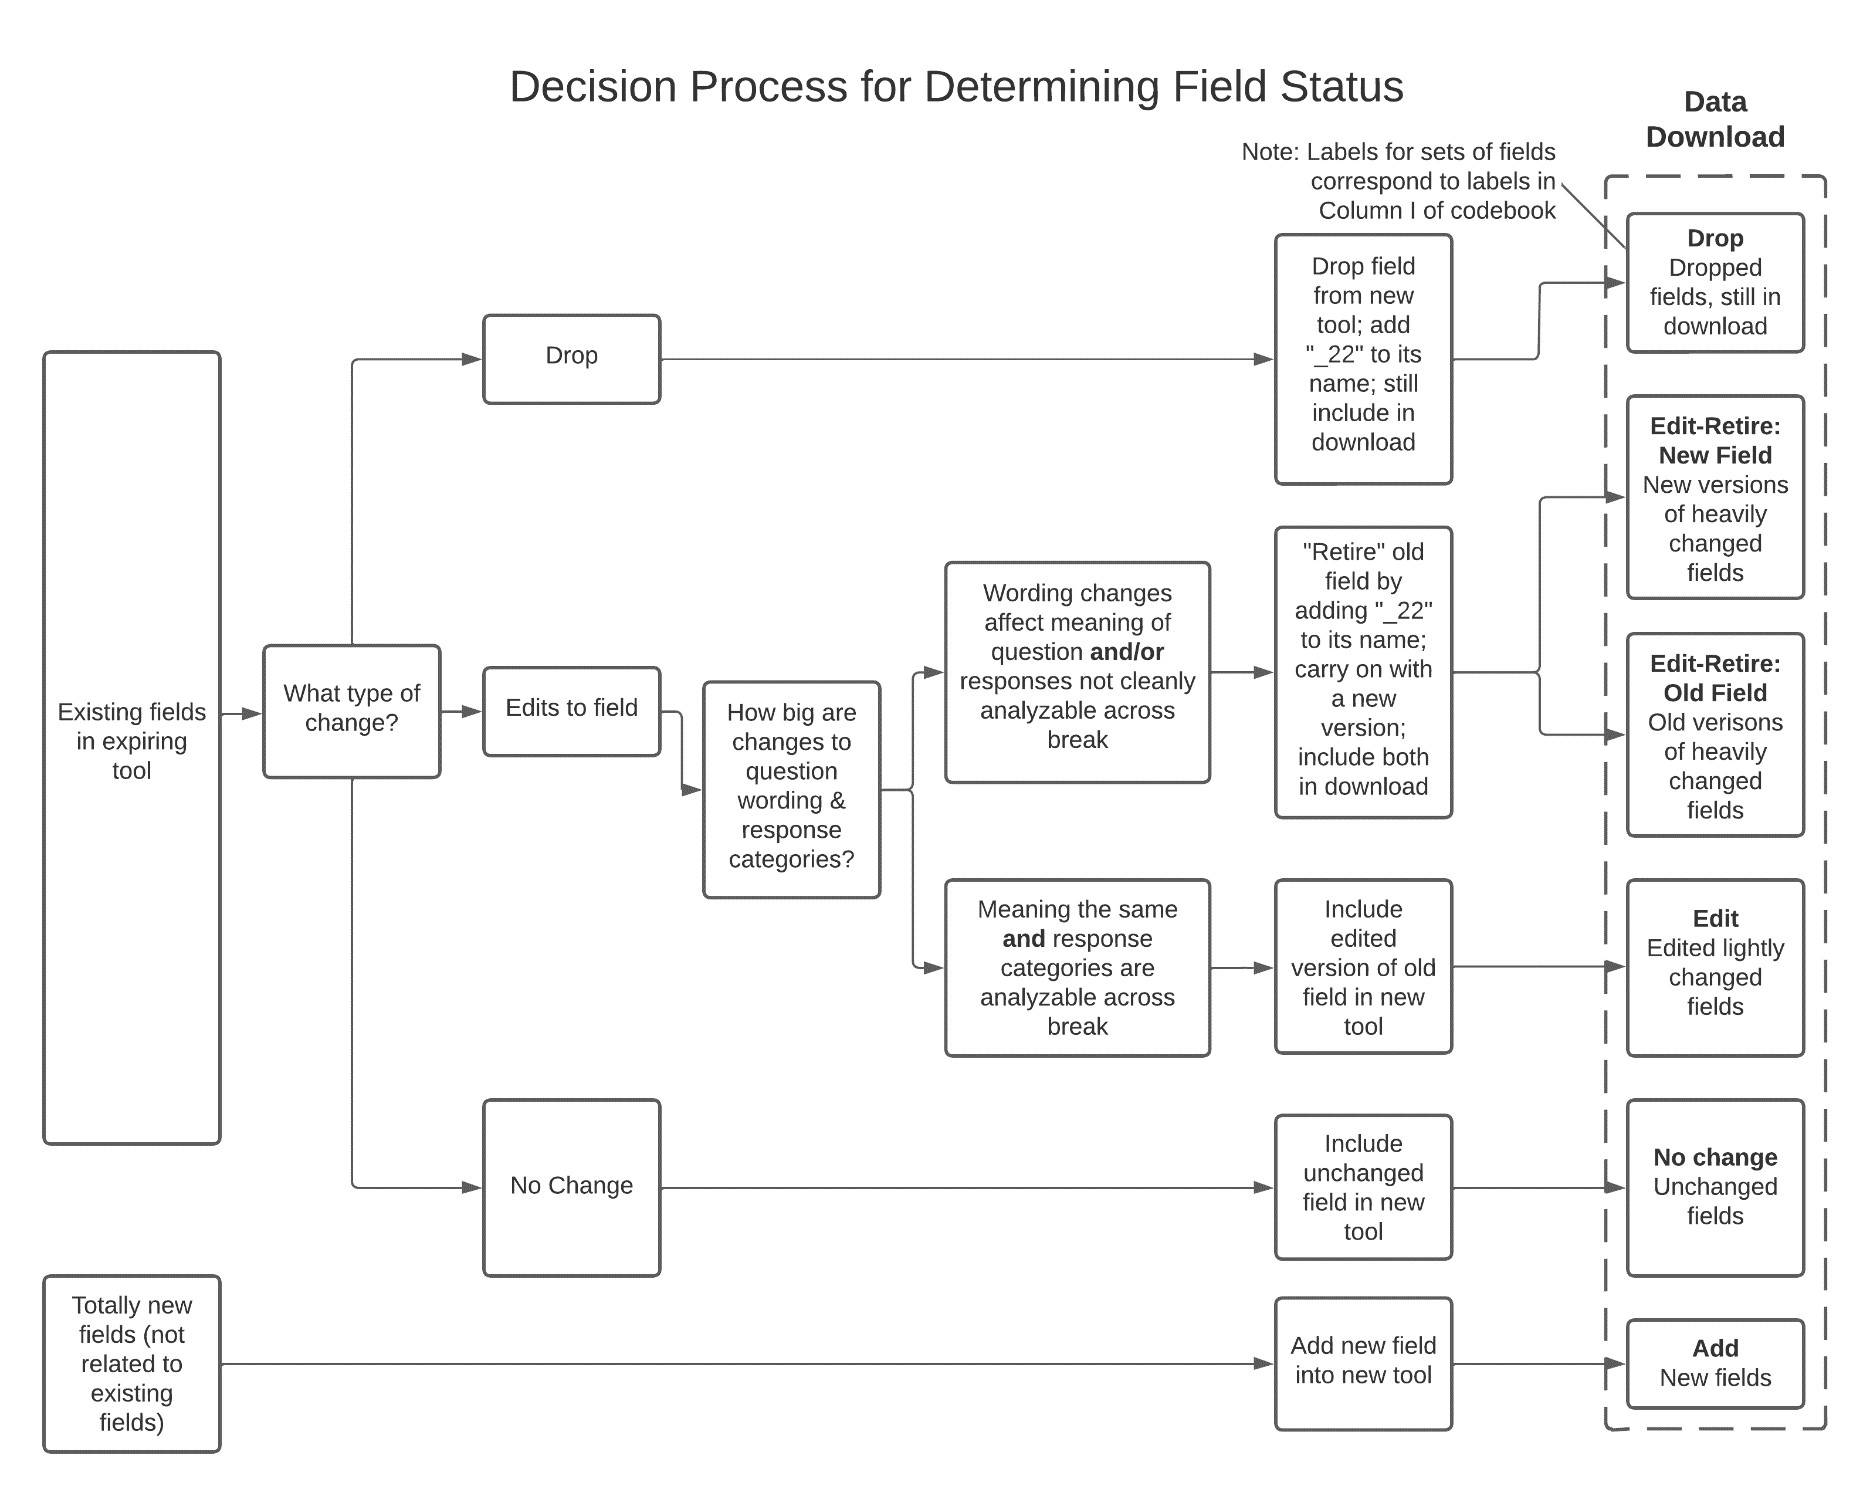 Decision Process for Determining Field Status
Data
Download
Note: Labels for sets of fields
correspond to labels in
Column I of codebook
Drop
Dropped
fields, still in
download
Drop field
from new
tool; add
"_22" to its
name; still
include in
download
Drop
Edit-Retire:
New Field
New versions
of heavily
changed
fields
"Retire" old
field by
adding "_22"
to its name;
carry on with
a new
version;
include both
in download
Wording changes
affect meaning of
question and/or
responses not cleanly
analyzable across
break
Edit-Retire:
Old Field
Old verisons
of heavily
changed
fields
Existing fields
in expiring
tool
What type of
change?
Edits to field
How big are
changes to
question
wording &
response
categories?
Meaning the same
and response
categories are
analyzable across
break
Include
edited
version of old
field in new
tool
Edit
Edited lightly
changed
fields
No Change
Include
unchanged
field in new
tool
No change
Unchanged
fields
Totally new
fields (not
related to
existing
fields)
Add new field
into new tool
Add
New fields